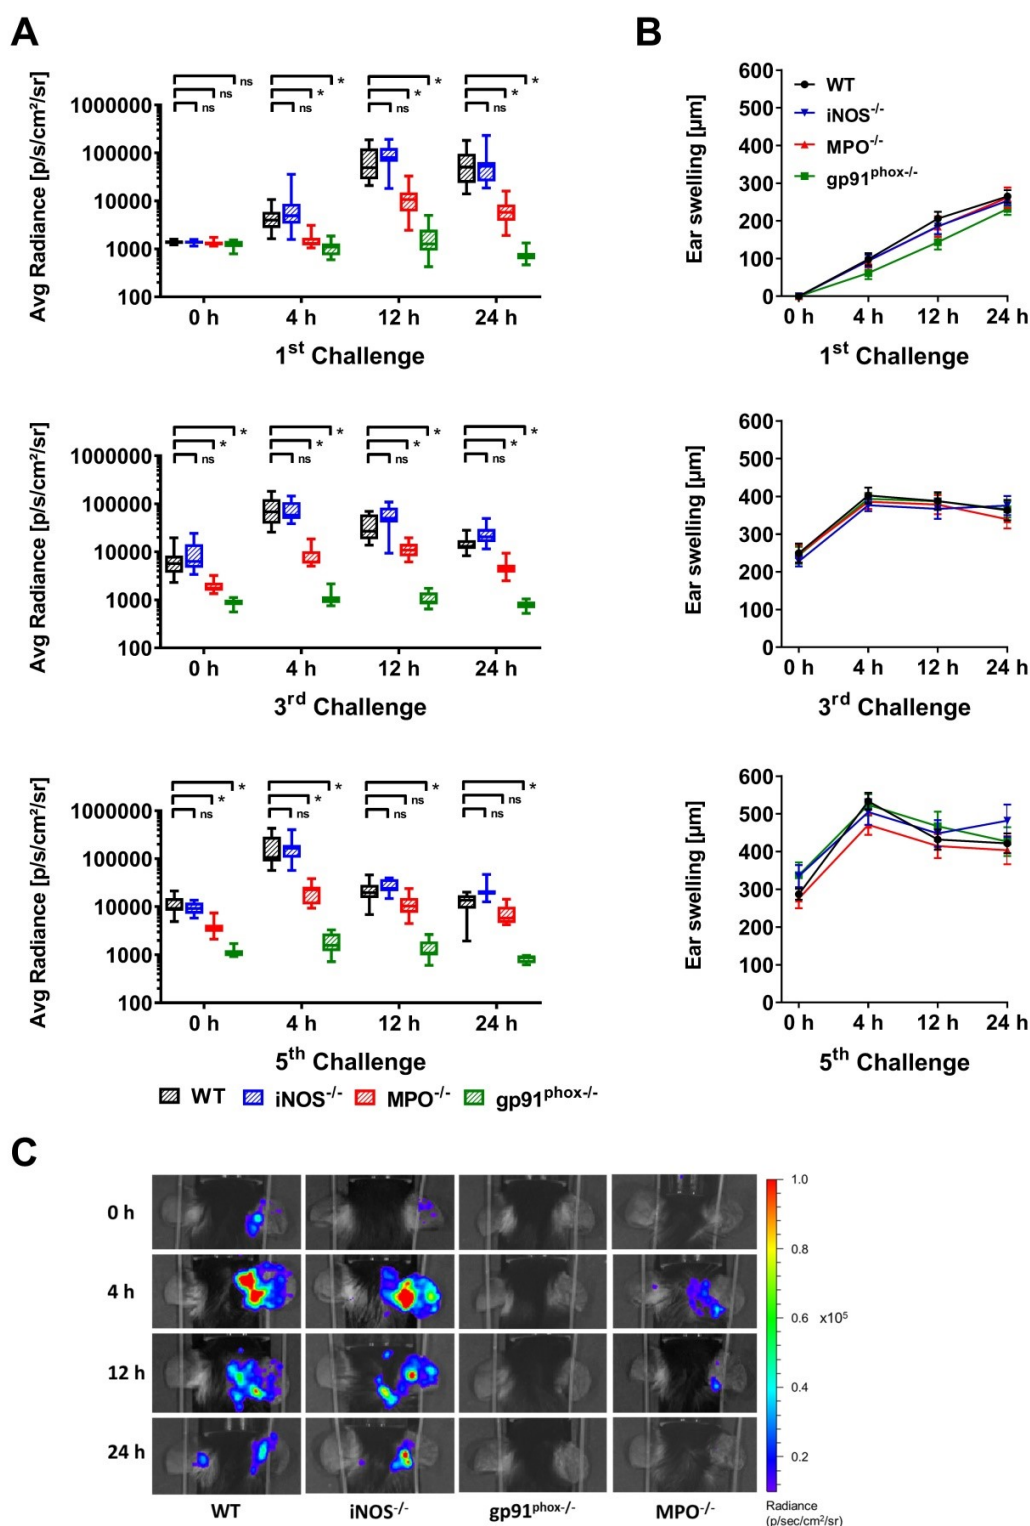 A
B
ns
ns
ns
*
*
ns
*
*
ns
*
*
ns
Avg Radiance [p/s/cm²/sr]
1000000
100000
10000
1000
100
0 h 4 h 12 h 24 h
1st Challenge
Ear swelling [µm]
600
500
400
300
200
100
0
WT
iNOS-/-
MPO-/-
gp91phox-/-
0 h 4 h 12 h 24 h
1st Challenge
*
*
ns
*
*
ns
*
*
ns
*
*
ns
Avg Radiance [p/s/cm²/sr]
1000000
100000
10000
1000
100
0 h 4 h 12 h 24 h
3rd Challenge
Ear swelling [µm]
600
500
400
300
200
100
0
0 h 4 h 12 h 24 h
3rd Challenge
*
*
ns
*
*
ns
*
ns
ns
*
ns
ns
Avg Radiance [p/s/cm²/sr]
1000000
100000
10000
1000
100
0 h 4 h 12 h 24 h
5th Challenge
WT iNOS-/- MPO-/- gp91phox-/-
Ear swelling [µm]
600
500
400
300
200
100
0
0 h 4 h 12 h 24 h
5th Challenge
C
0 h
4 h
12 h
24 h
WT iNOS-/- gp91phox-/- MPO-/-
1.0
0.8
0.6 x10⁵
0.4
0.2
Radiance
(p/sec/cm²/sr)